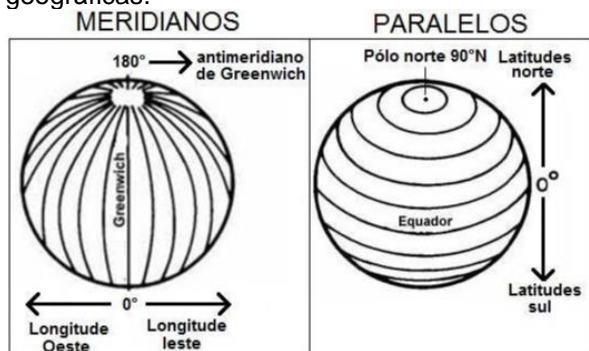 geográficas.
MERIDIANOS
180° antimeridiano
de Greenwich
Greenwich
0°
Longitude
Oeste
Longitude
leste
PARALELOS
Pólo norte 90°N
Latitudes
norte
0°
Equador
Latitudes
sul